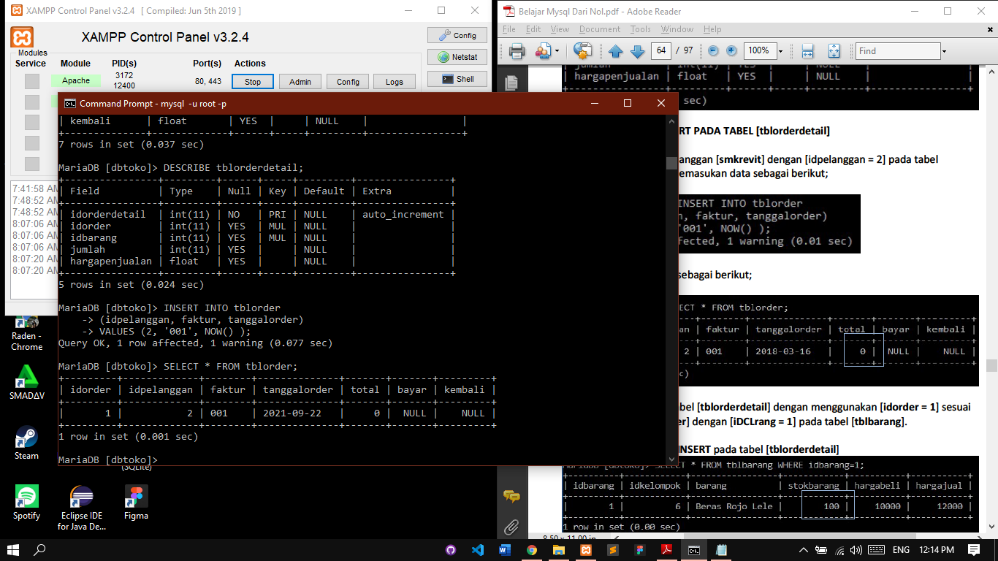 XAMPP Control Panel v3.2.4 [ Compiled: Jun 5th 2019 ]
XAMPP Control Panel v3.2.4
Config
Netstat
Shell
Modules
Service Module PID(s) Port(s) Actions
Apache 3172 12400 80, 443 Stop Admin Config Logs
7:41:58 AM
7:48:52 AM
7:48:52 AM
8:07:06 AM
8:07:06 AM
8:07:06 AM
8:07:20 AM
8:07:20 AM
Command Prompt - mysql -u root -p
| kembali | float | YES | | NULL | |
7 rows in set (0.037 sec)
MariaDB [dbtoko]> DESCRIBE tblorderdetail;
| Field | Type | Null | Key | Default | Extra |
| idorderdetail | int(11) | NO | PRI | NULL | auto_increment |
| idorder | int(11) | YES | MUL | NULL | |
| idbarang | int(11) | YES | MUL | NULL | |
| jumlah | int(11) | YES | | NULL | |
| hargapenjualan | float | YES | | NULL | |
5 rows in set (0.024 sec)
MariaDB [dbtoko]> INSERT INTO tblorder
-> (idpelanggan, faktur, tanggalorder)
-> VALUES (2, '001', NOW() );
Query OK, 1 row affected, 1 warning (0.077 sec)
MariaDB [dbtoko]> SELECT * FROM tblorder;
| idorder | idpelanggan | faktur | tanggalorder | total | bayar | kembali |
| 1 | 2 | 001 | 2021-09-22 | 0 | NULL | NULL |
1 row in set (0.001 sec)
MariaDB [dbtoko]>
Belajar Mysql Dari Nol.pdf - Adobe Reader
File Edit View Document Tools Window Help
64 / 97 100% Find
hargapenjualan | float | YES | | NULL |
sec)
RT PADA TABEL [tblorderdetail]
anggan [smkrevit] dengan [idpelanggan = 2] pada tabel
emasukan data sebagai berikut;
INSERT INTO tblorder
n, faktur, tanggalorder)
'001', NOW() );
fected, 1 warning (0.01 sec)
sebagai berikut;
ECT * FROM tblorder;
an | faktur | tanggalorder | total | bayar | kembali |
2 | 001 | 2018-03-16 | 0 | NULL | NULL |
c)
bel [tblorderdetail] dengan menggunakan [idorder = 1] sesuai
er] dengan [iDCLrang = 1] pada tabel [tblbarang].
INSERT pada tabel [tblorderdetail]
MariaDB [dbtoko]> SELECT * FROM tblbarang WHERE idbarang=1;
| idbarang | idkelompok | barang | stokbarang | hargabeli | hargajual |
| 1 | 6 | Beras Rojo Lele | 100 | 10000 | 12000 |
1 row in set (0.00 sec)
8.50 x 11.00 in
Raden -
Chrome
SMADΔV
Steam
(SQLite)
Spotify
Eclipse IDE
for Java De...
Figma
ENG 12:14 PM